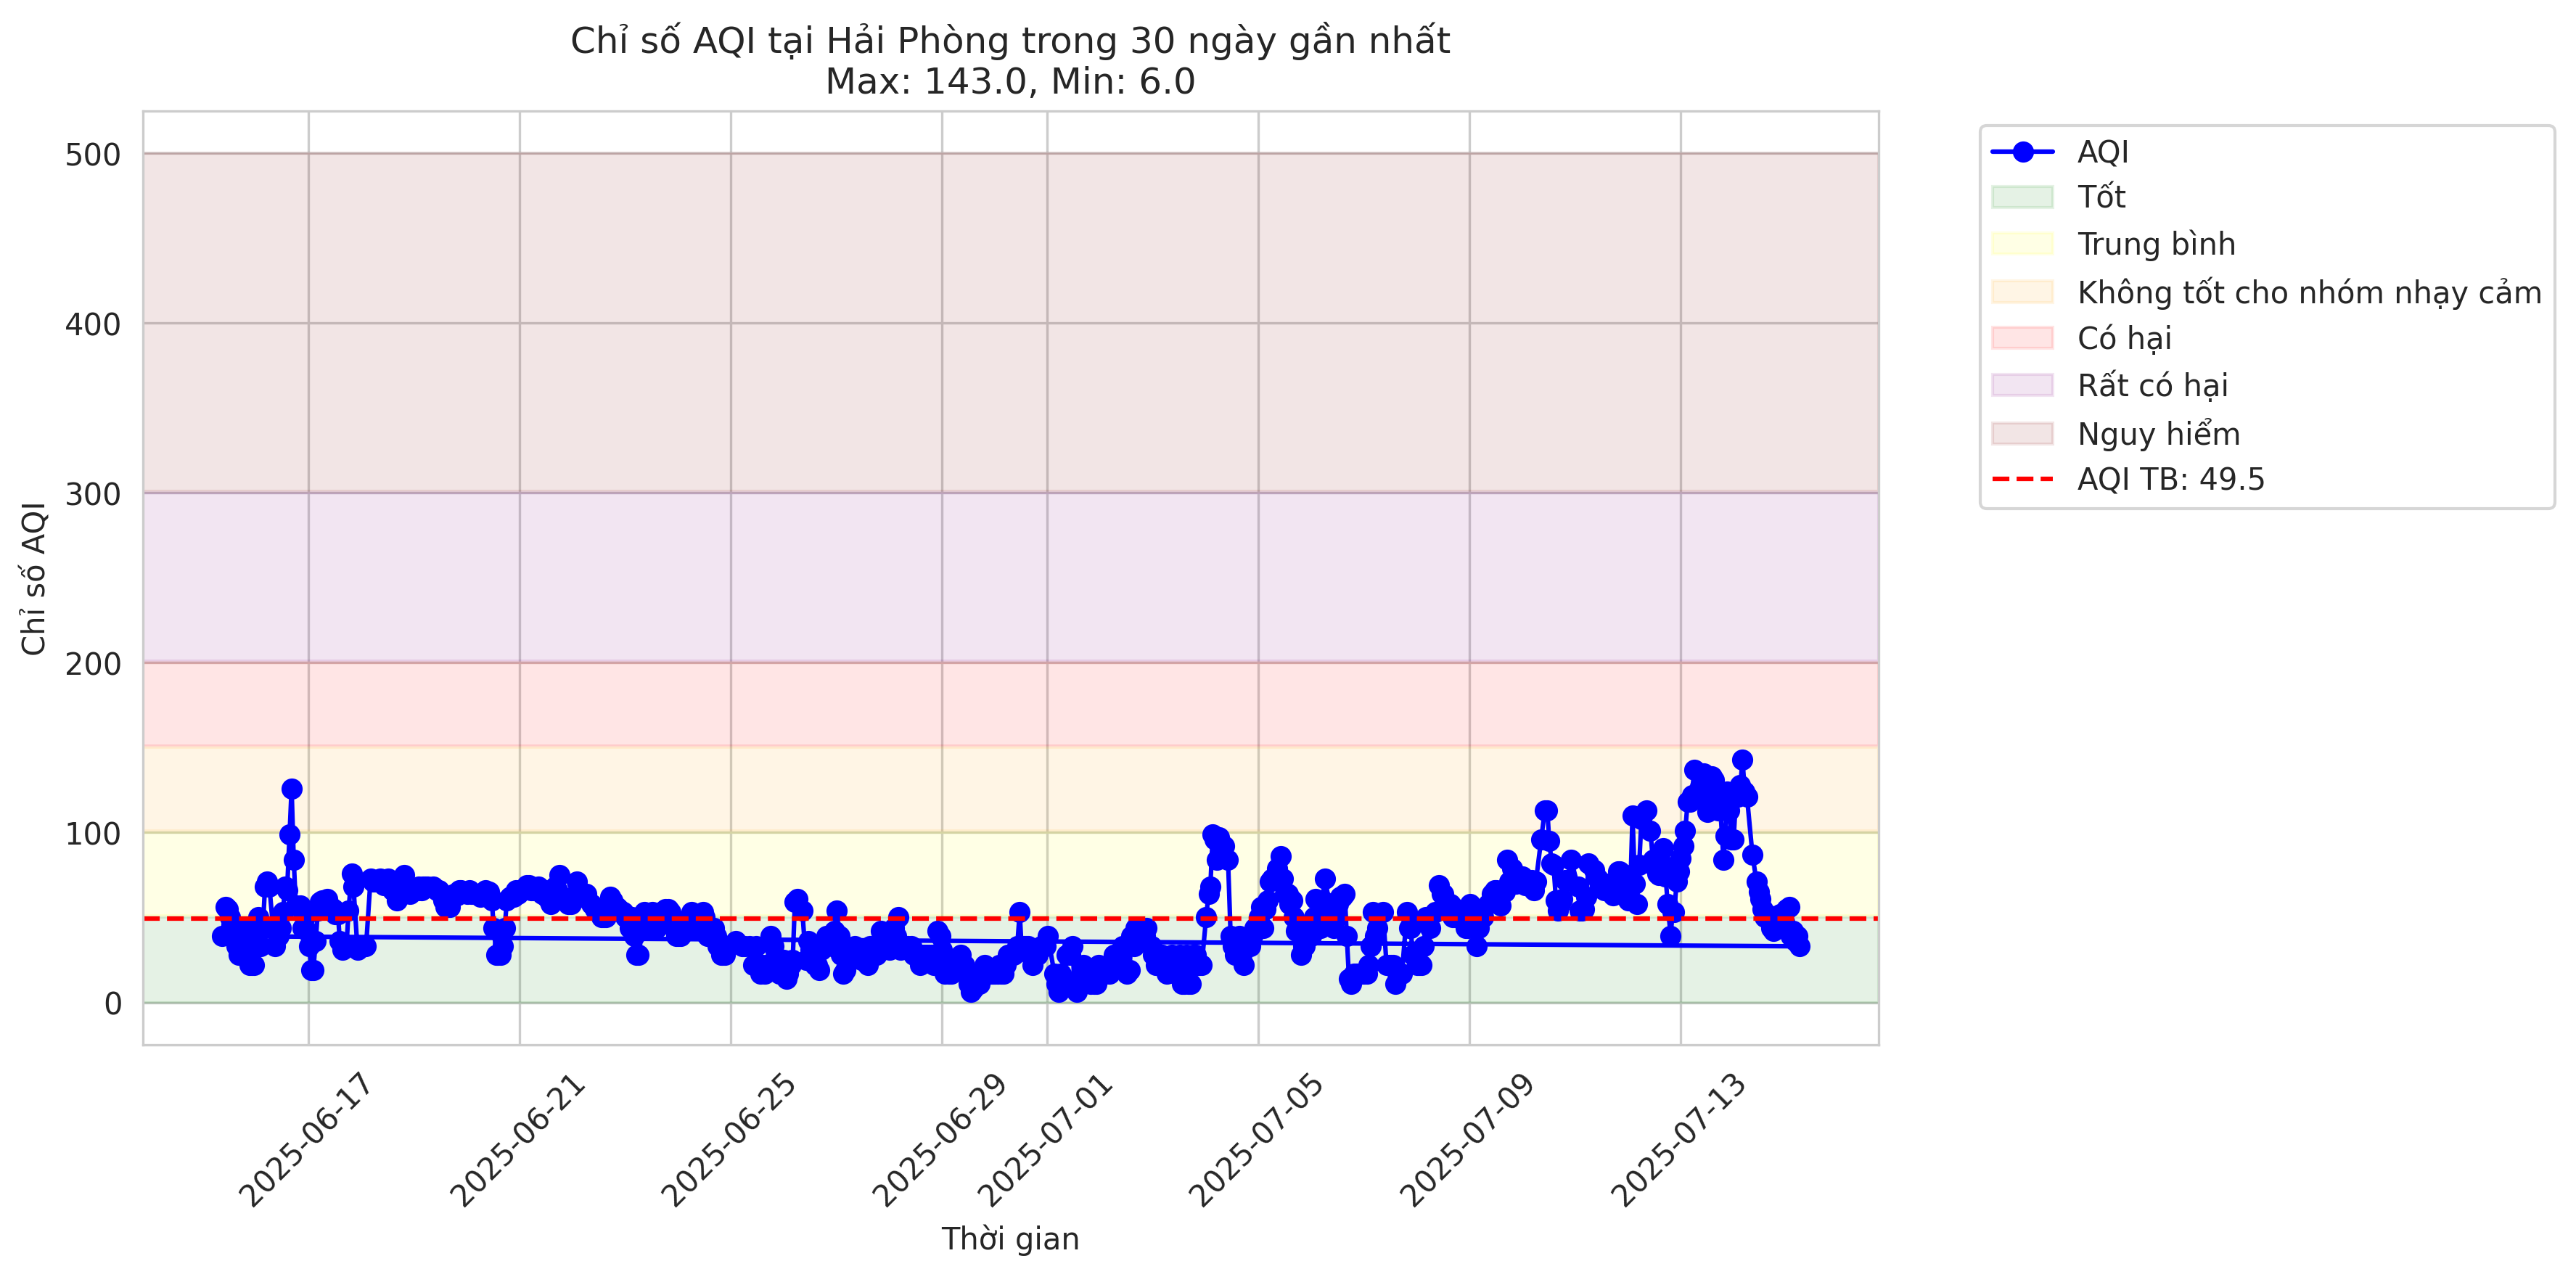 Chỉ số AQI tại Hải Phòng trong 30 ngày gần nhất
Max: 143.0, Min: 6.0
Chỉ số AQI
500
400
300
200
100
0
2025-06-17
2025-06-21
2025-06-25
2025-06-29
2025-07-01
2025-07-05
2025-07-09
2025-07-13
Thời gian
AQI
Tốt
Trung bình
Không tốt cho nhóm nhạy cảm
Có hại
Rất có hại
Nguy hiểm
AQI TB: 49.5